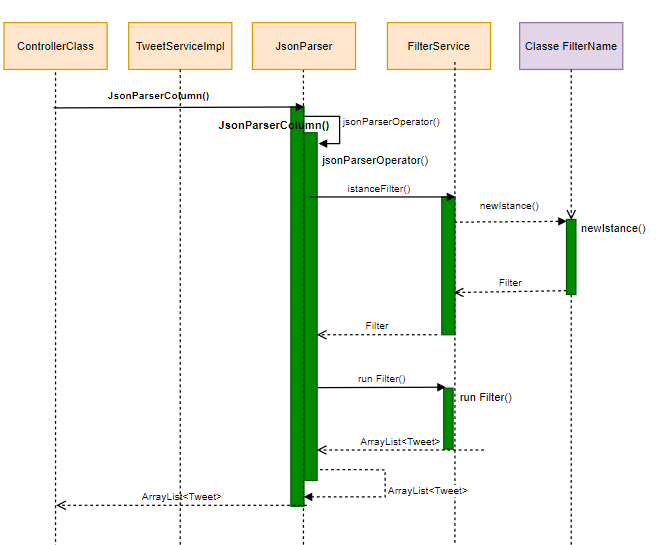 ControllerClass
TweetServiceImpl
JsonParser
FilterService
Classe FilterName
JsonParserColumn()
JsonParserColumn()
jsonParserOperator()
jsonParserOperator()
istanceFilter()
newIstance()
newIstance()
Filter
Filter
run Filter()
run Filter()
ArrayList<Tweet>
ArrayList<Tweet>
ArrayList<Tweet>